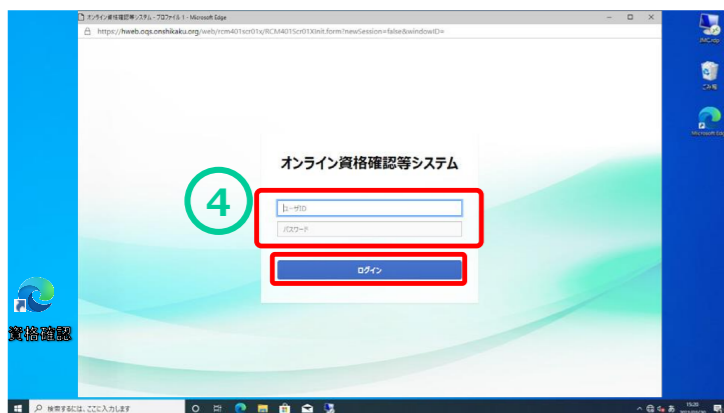 オンライン資格確認等システム - プロファイル 1 - Microsoft Edge
https://hweb.oqs.onshikaku.org/web/rcm401scr01x/RCM401Scr01XInit.form?newSession=false&windowID=
JMC.rdp
ごみ箱
Microsoft Edge
オンライン資格確認等システム
④
ユーザID
パスワード
ログイン
資格確認
検索するには、ここに入力します
あ
15:20